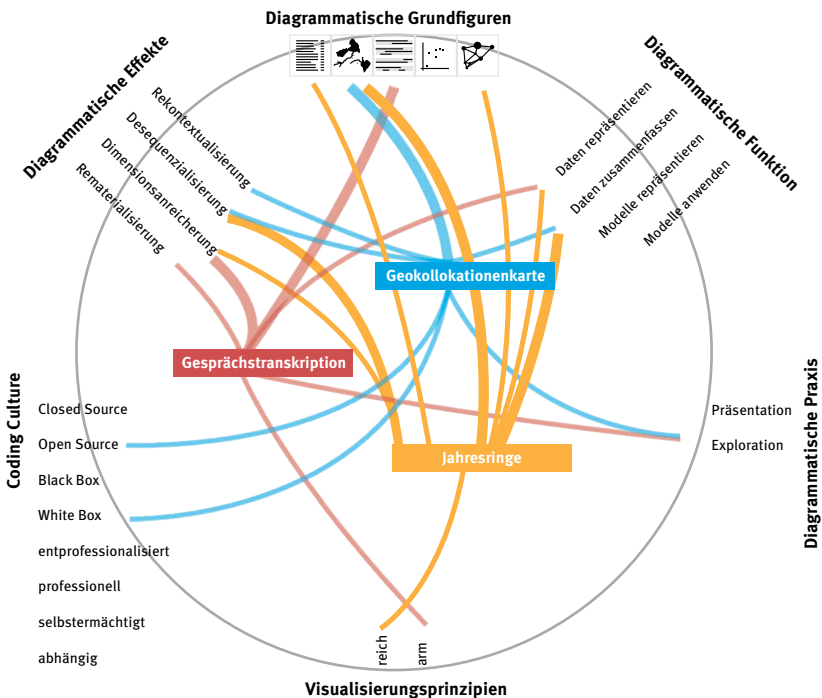 Diagrammatische Grundfiguren
Diagrammatische Effekte
Rekontextualisierung
Desequenzialisierung
Dimensionsanreicherung
Rematerialisierung
Diagrammatische Funktion
Daten repräsentieren
Daten zusammenfassen
Modelle repräsentieren
Modelle anwenden
Geokollokationenkarte
Gesprächstranskription
Jahresringe
Coding Culture
Closed Source
Open Source
Black Box
White Box
entprofessionalisiert
professionell
selbstermächtigt
abhängig
Diagrammatische Praxis
Präsentation
Exploration
reich
arm
Visualisierungsprinzipien